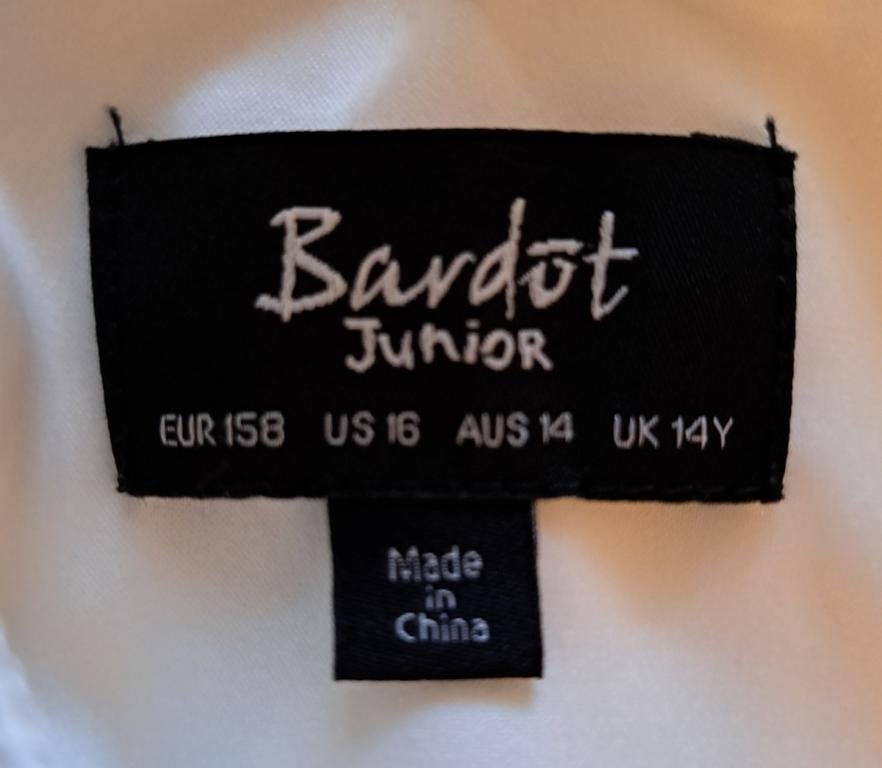 Bardōt
JuniOR
EUR 158 US 16 AUS 14 UK 14Y
Made
in
China